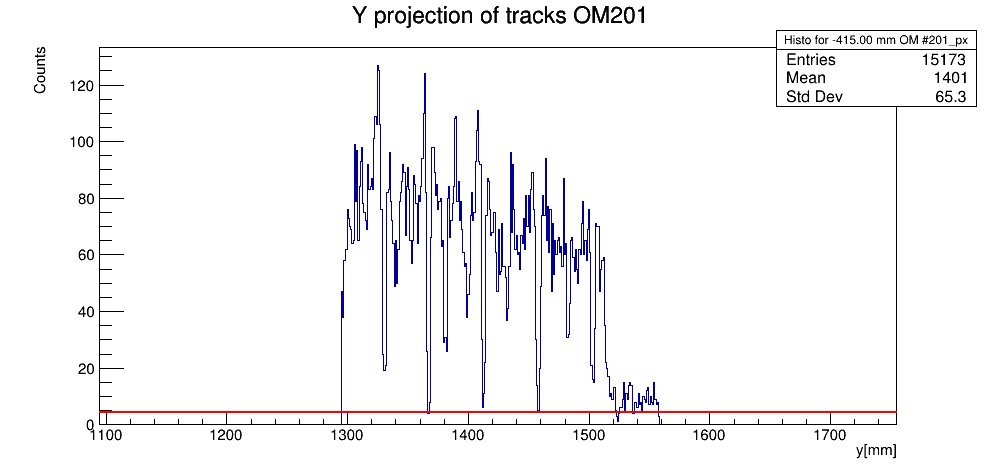 Y projection of tracks OM201
Histo for -415.00 mm OM #201_px
Entries 15173
Mean 1401
Std Dev 65.3
Counts
120
100
80
60
40
20
0
1100 1200 1300 1400 1500 1600 1700
y[mm]